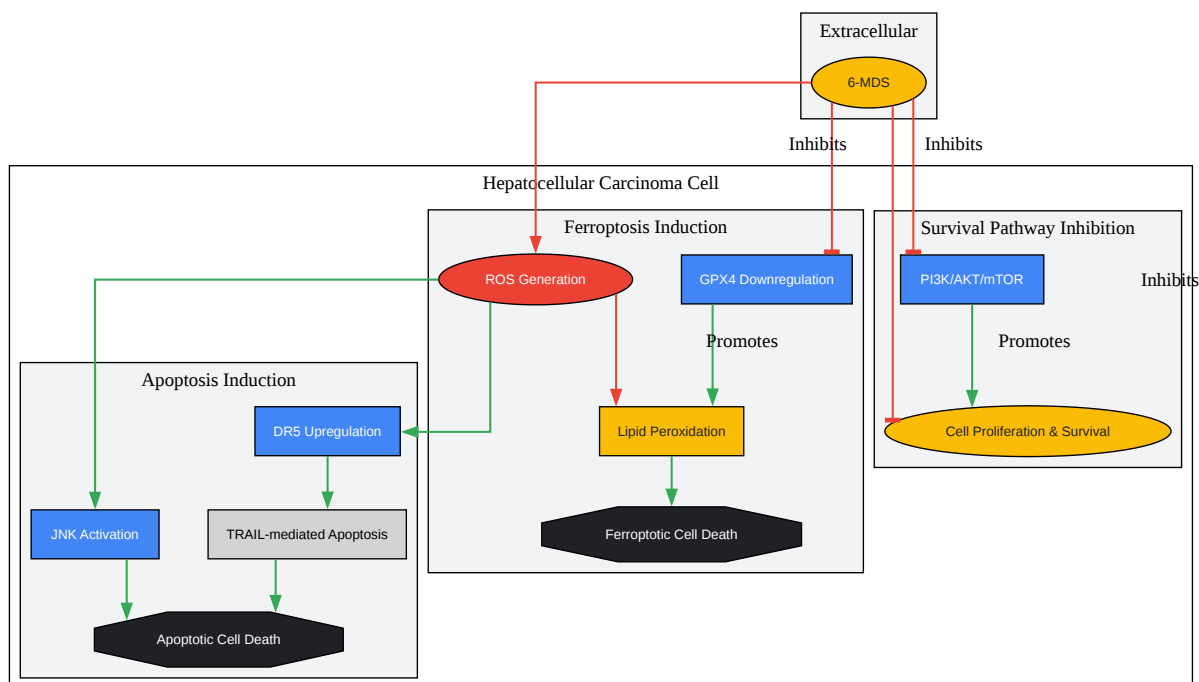 Extracellular
6-MDS
Inhibits
Inhibits
Hepatocellular Carcinoma Cell
Ferroptosis Induction
Survival Pathway Inhibition
ROS Generation
GPX4 Downregulation
PI3K/AKT/mTOR
Inhibits
Promotes
Promotes
Apoptosis Induction
DR5 Upregulation
Lipid Peroxidation
Cell Proliferation & Survival
JNK Activation
TRAIL-mediated Apoptosis
Ferroptotic Cell Death
Apoptotic Cell Death